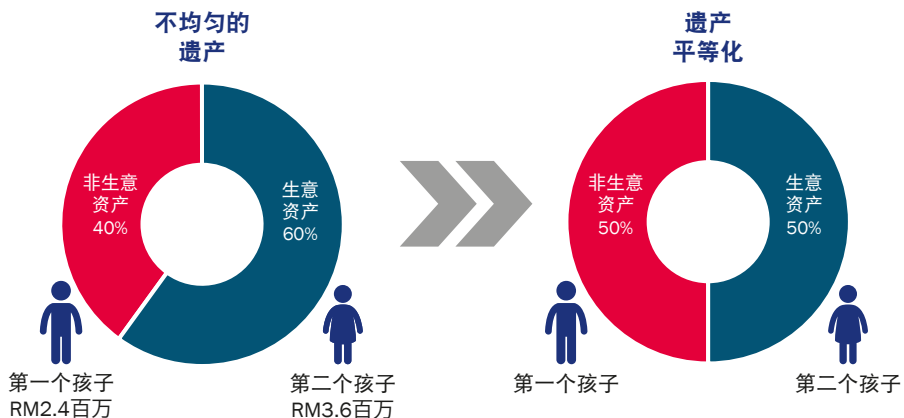 不均匀的
遗产
非生意
资产
40%
生意
资产
60%
第一个孩子
RM2.4百万
第二个孩子
RM3.6百万
遗产
平等化
非生意
资产
50%
生意
资产
50%
第一个孩子
第二个孩子